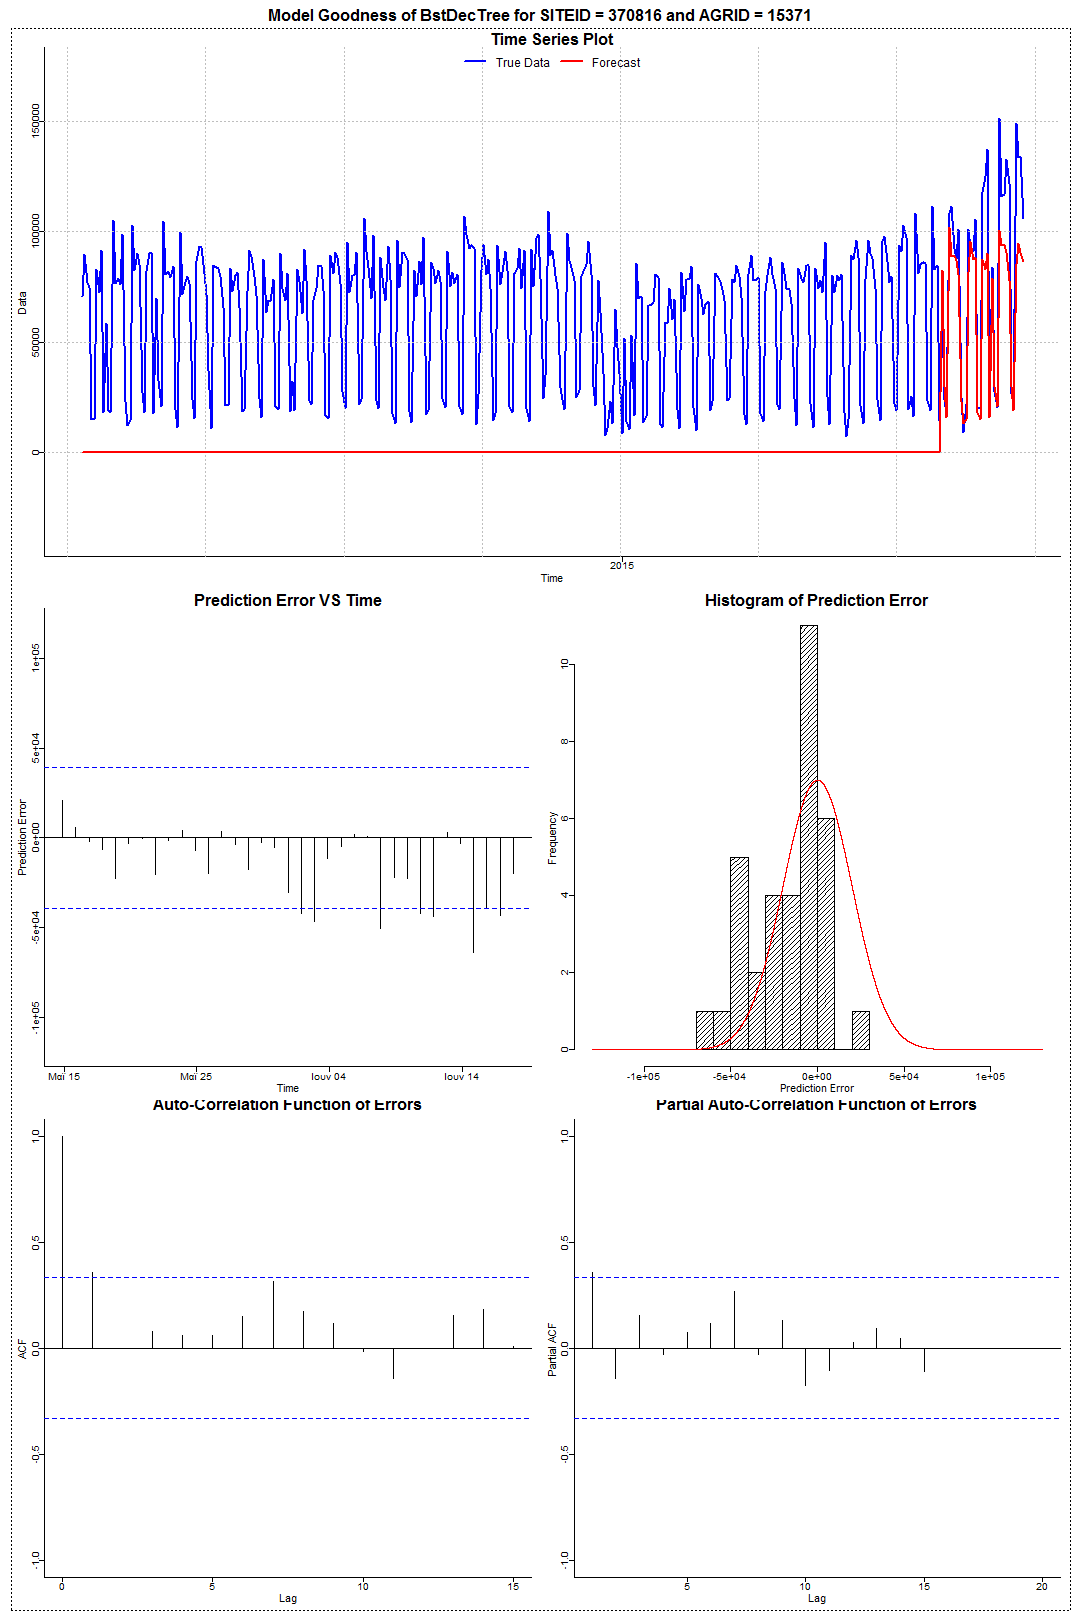 Model Goodness of BstDecTree for SITEID = 370816 and AGRID = 15371
Time Series Plot
True Data
Forecast
150000
100000
50000
0
Data
2015
Time
Prediction Error VS Time
1e+05
5e+04
0e+00
-5e+04
-1e+05
Prediction Error
Μαϊ 15
Μαϊ 25
Ιουν 04
Ιουν 14
Time
Histogram of Prediction Error
10
8
6
4
2
0
Frequency
-1e+05
-5e+04
0e+00
5e+04
1e+05
Prediction Error
Auto-Correlation Function of Errors
1.0
0.5
0.0
-0.5
-1.0
ACF
0
5
10
15
Lag
Partial Auto-Correlation Function of Errors
1.0
0.5
0.0
-0.5
-1.0
Partial ACF
5
10
15
20
Lag